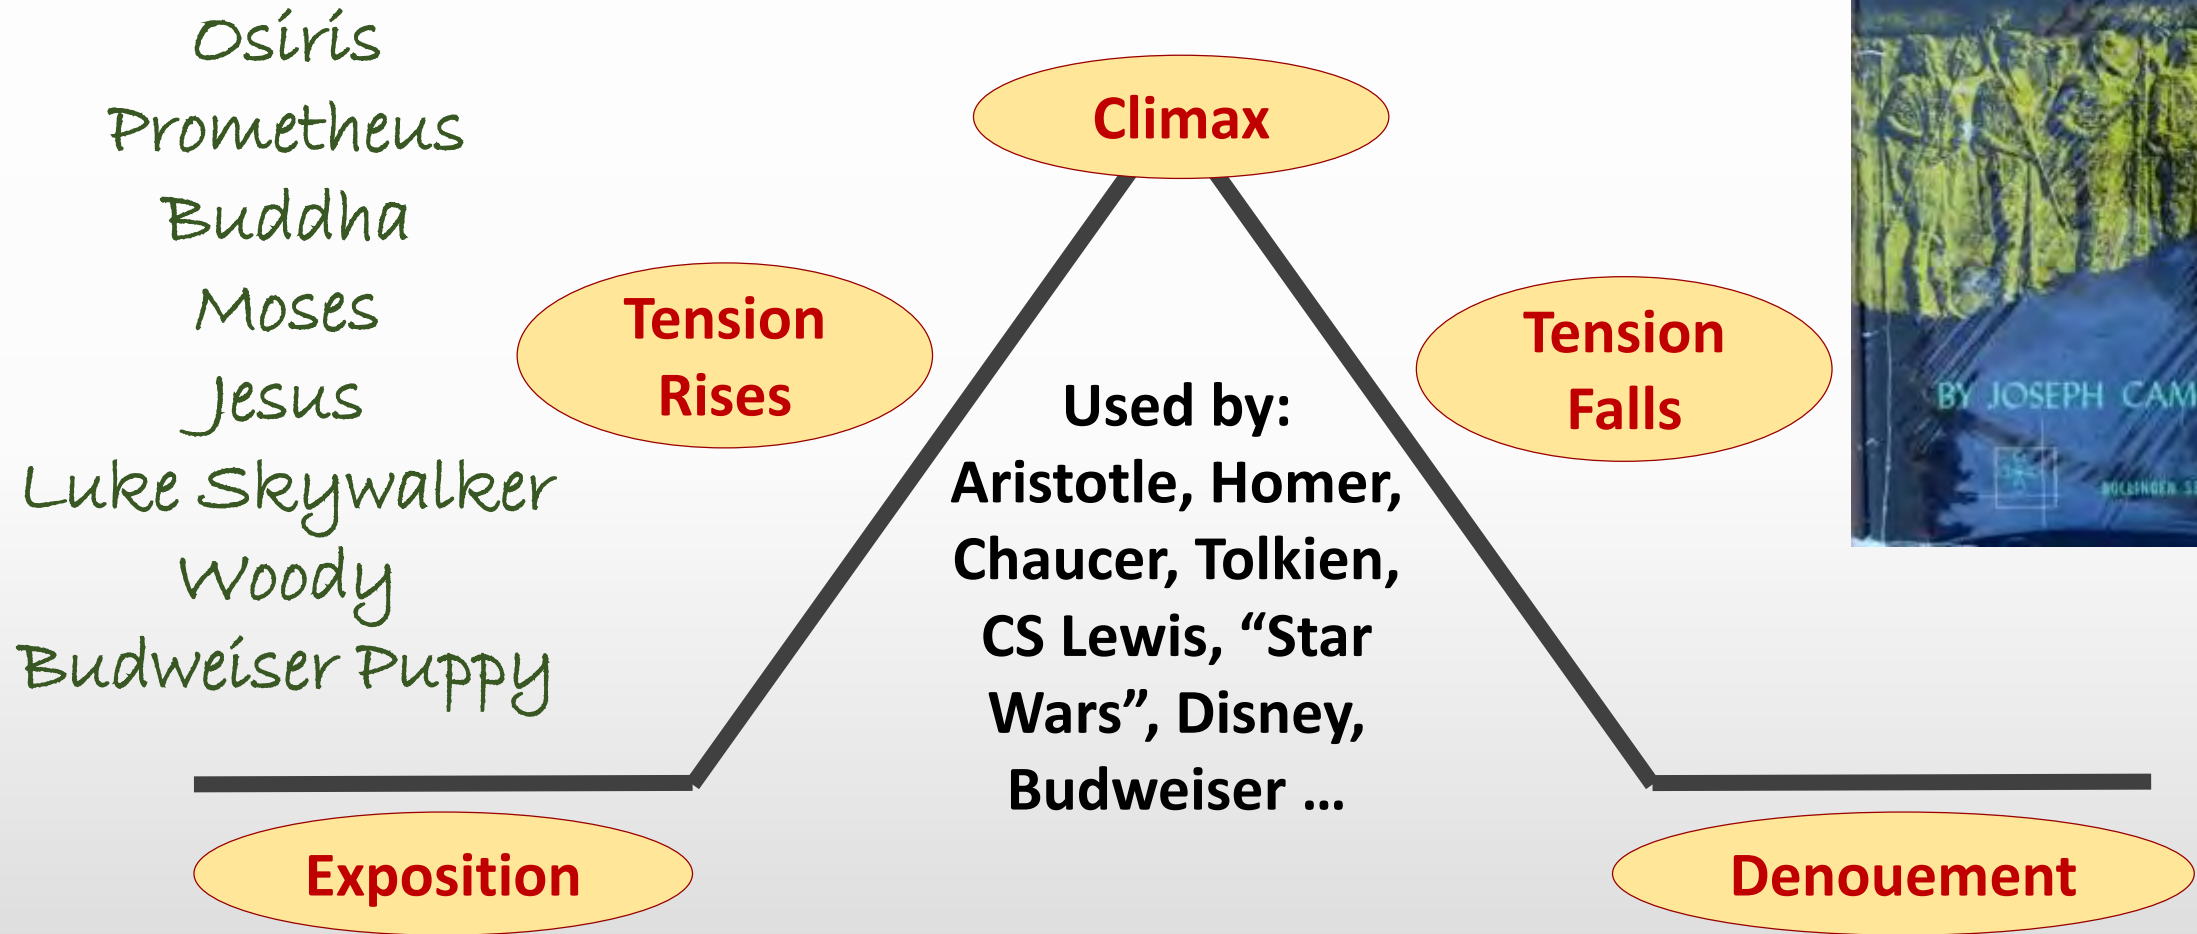 Osiris
Prometheus
Buddha
Moses
Jesus
Luke Skywalker
Woody
Budweiser Puppy
Climax
Tension
Rises
Tension
Falls
Used by:
Aristotle, Homer,
Chaucer, Tolkien,
CS Lewis, “Star
Wars”, Disney,
Budweiser ...
Exposition
Denouement
BY JOSEPH CAM